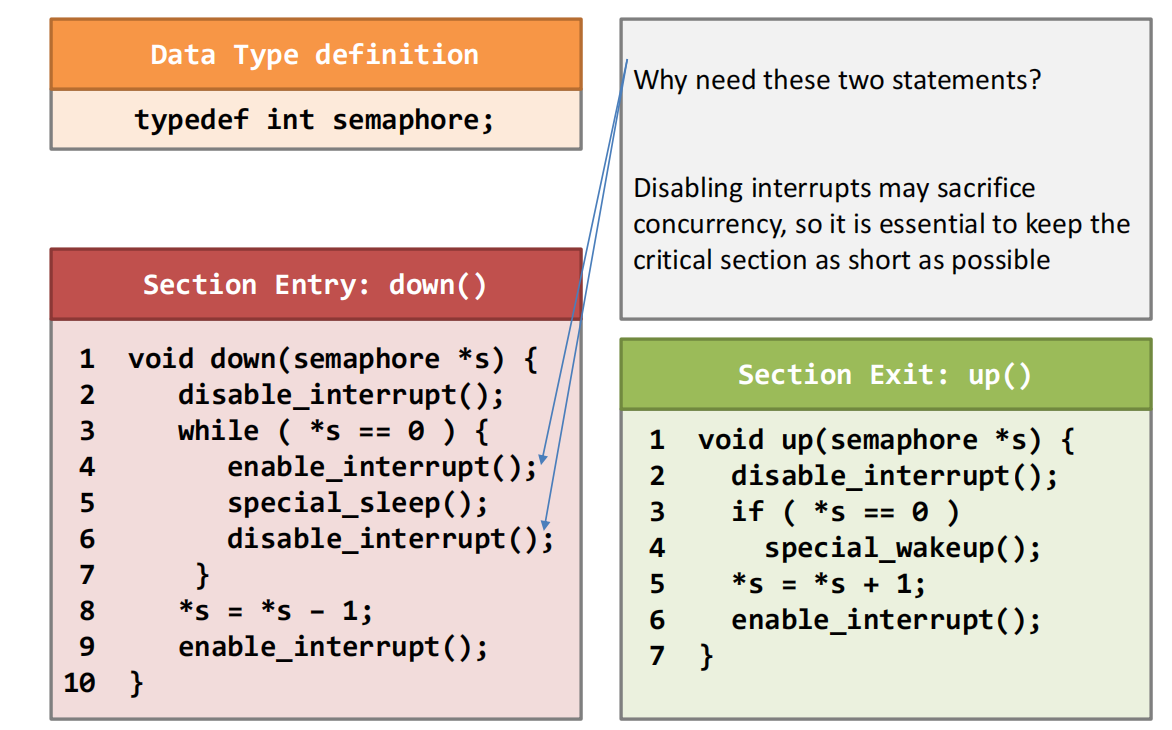 Data Type definition
typedef int semaphore;
Why need these two statements?
Disabling interrupts may sacrifice
concurrency, so it is essential to keep the
critical section as short as possible
Section Entry: down()
1 void down(semaphore *s) {
2 disable_interrupt();
3 while ( *s == 0 ) {
4 enable_interrupt();
5 special_sleep();
6 disable_interrupt();
7 }
8 *s = *s – 1;
9 enable_interrupt();
10 }
Section Exit: up()
1 void up(semaphore *s) {
2 disable_interrupt();
3 if ( *s == 0 )
4 special_wakeup();
5 *s = *s + 1;
6 enable_interrupt();
7 }